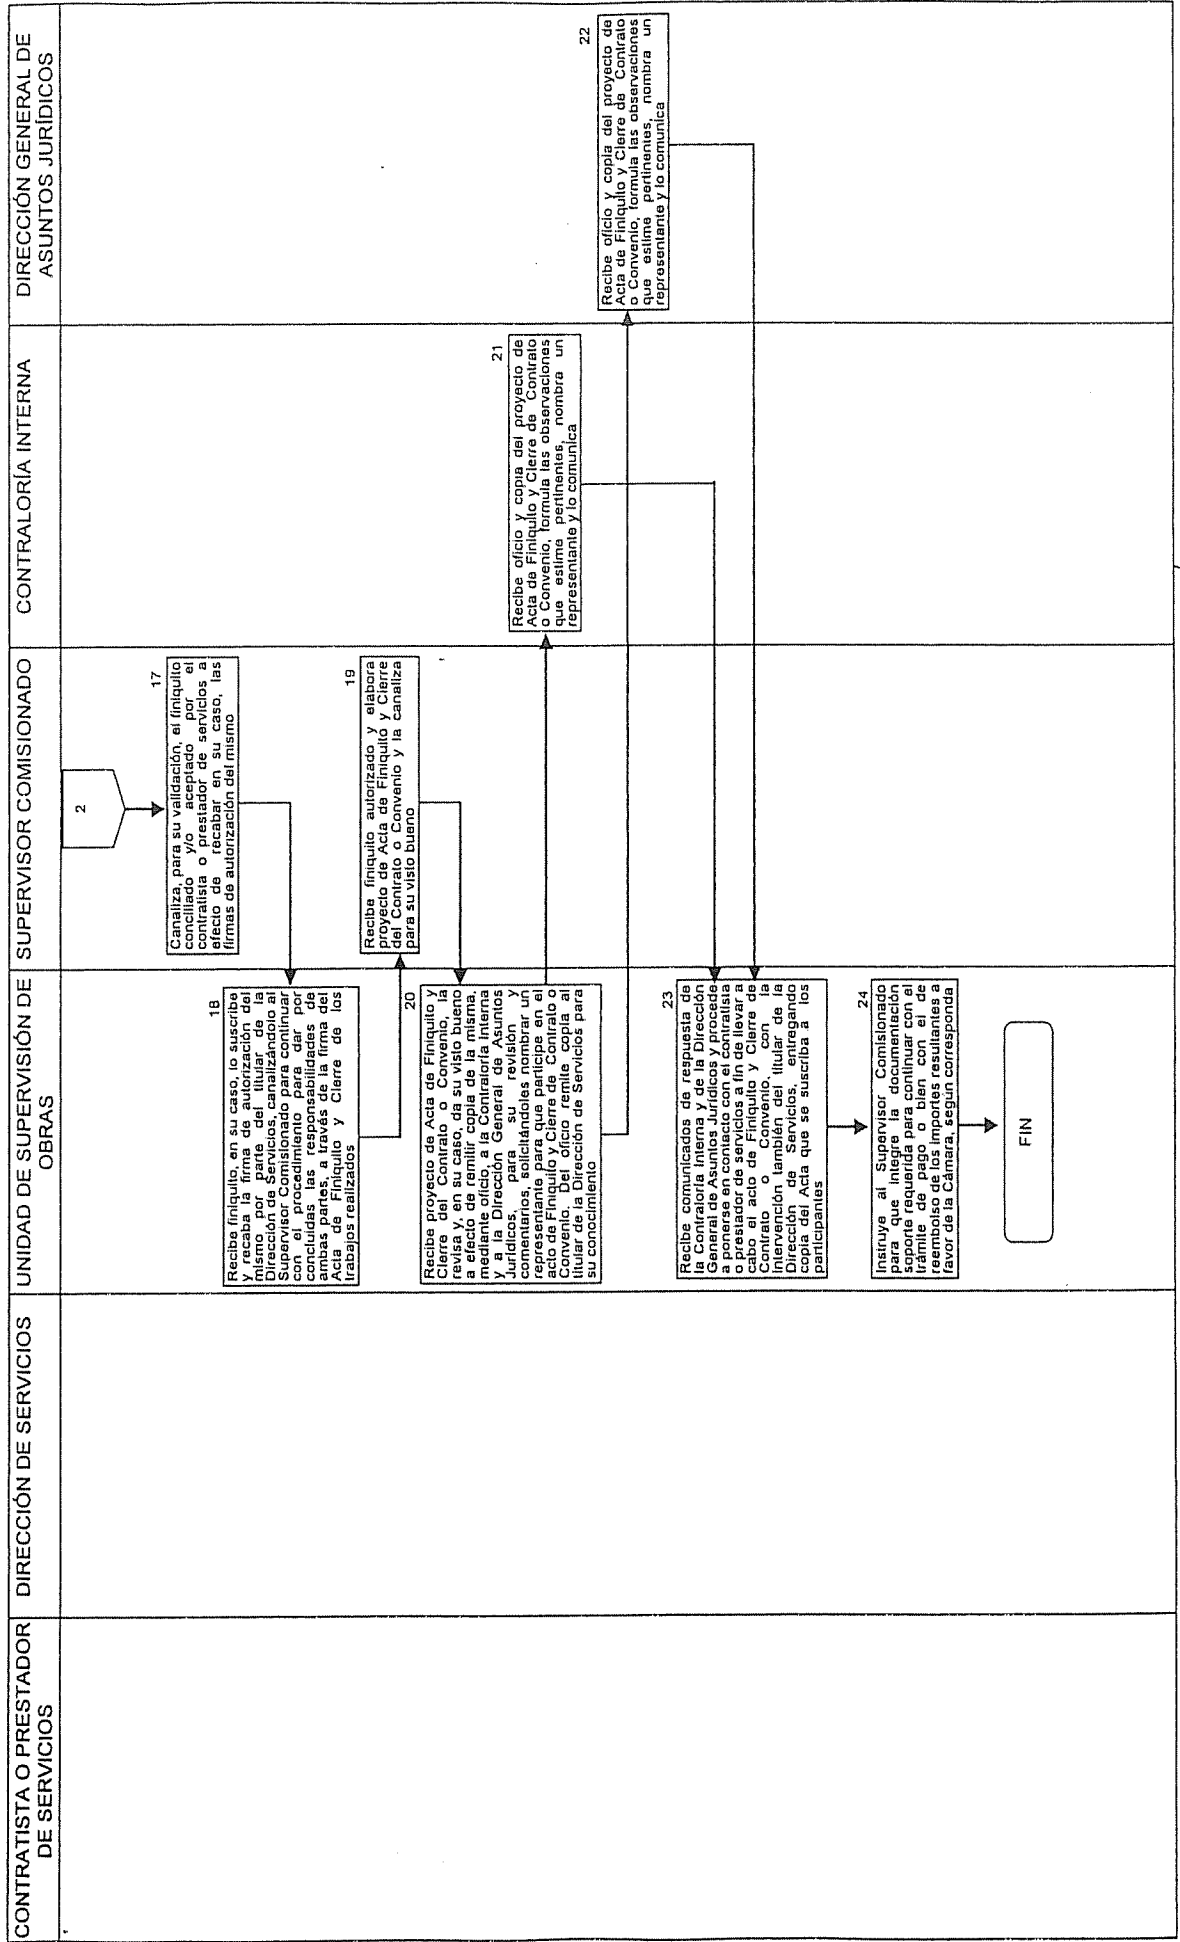 CONTRATISTA O PRESTADOR
DE SERVICIOS
DIRECCIÓN DE SERVICIOS
UNIDAD DE SUPERVISIÓN DE
OBRAS
SUPERVISOR COMISIONADO
CONTRALORÍA INTERNA
DIRECCIÓN GENERAL DE
ASUNTOS JURÍDICOS
2
17
Canaliza, para su validación, el finiquito
conciliado y/o aceptado por el
contratista o prestador de servicios a
efecto de recabar en su caso, las
firmas de autorización del mismo
18
Recibe finiquito, en su caso, lo suscribe
y recaba la firma de autorización del
mismo por parte del titular de la
Dirección de Servicios, canalizándolo al
Supervisor Comisionado para continuar
con el procedimiento para dar por
concluidas las responsabilidades de
ambas partes, a través de la firma del
Acta de Finiquito y Cierre de los
trabajos realizados
19
Recibe finiquito autorizado y elabora
proyecto de Acta de Finiquito y Cierre
del Contrato o Convenio y la canaliza
para su visto bueno
20
Recibe proyecto de Acta de Finiquito y
Cierre del Contrato o Convenio, la
revisa y, en su caso, da su visto bueno
a efecto de remitir copia de la misma,
mediante oficio, a la Contraloría Interna
y a la Dirección General de Asuntos
Jurídicos, para su revisión y
comentarios, solicitándoles nombrar un
representante para que participe en el
acto de Finiquito y Cierre de Contrato o
Convenio. Del oficio remite copia al
titular de la Dirección de Servicios para
su conocimiento
21
Recibe oficio y copia del proyecto de
Acta de Finiquito y Cierre de Contrato
o Convenio, formula las observaciones
que estime pertinentes, nombra un
representante y lo comunica
22
Recibe oficio y copia del proyecto de
Acta de Finiquito y Cierre de Contrato
o Convenio, formula las observaciones
que estime pertinentes, nombra un
representante y lo comunica
23
Recibe comunicados de respuesta de
la Contraloría Interna y de la Dirección
General de Asuntos Jurídicos y procede
a ponerse en contacto con el contratista
o prestador de servicios a fin de llevar a
cabo el acto de Finiquito y Cierre de
Contrato o Convenio, con la
Intervención también del titular de la
Dirección de Servicios, entregando
copia del Acta que se suscriba a los
participantes
24
Instruye al Supervisor Comisionado
para que integre la documentación
soporte requerida para continuar con el
trámite de pago o bien con el de
reembolso de los importes resultantes a
favor de la Cámara, según corresponda
FIN